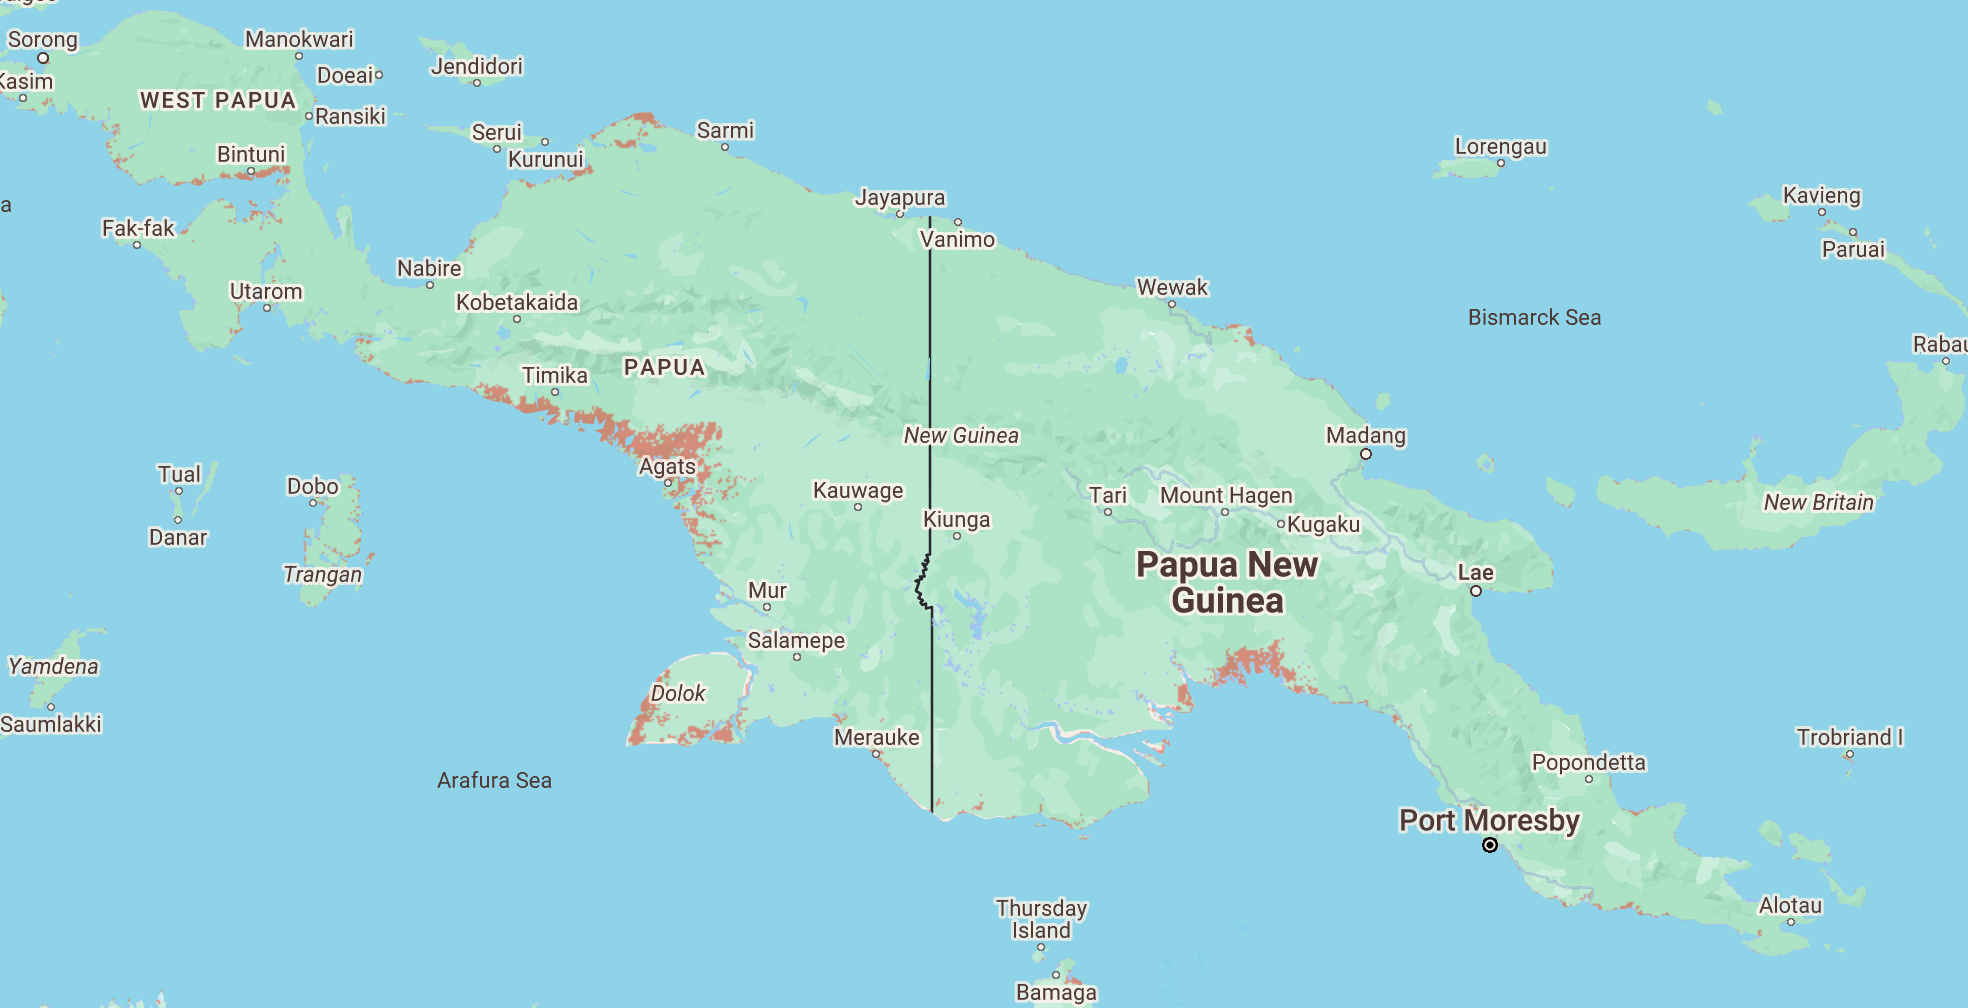 Sorong
Manokwari
Jendidori
Doeai
Kasim
WEST PAPUA
Ransiki
Serui
Sarmi
Kurunui
Bintuni
Lorengau
Jayapura
Kavieng
a
Fak-fak
Vanimo
Paruai
Nabire
Utarom
Wewak
Kobetakaida
Bismarck Sea
Rabau
PAPUA
Timika
New Guinea
Madang
Agats
Tual
Dobo
Kauwage
Tari
Mount Hagen
New Britain
Kiunga
Kugaku
Danar
Trangan
Papua New
Guinea
Lae
Mur
Salamepe
Yamdena
Dolok
Saumlakki
Merauke
Trobriand I
Arafura Sea
Popondetta
Port Moresby
Thursday
Island
Alotau
Bamaga